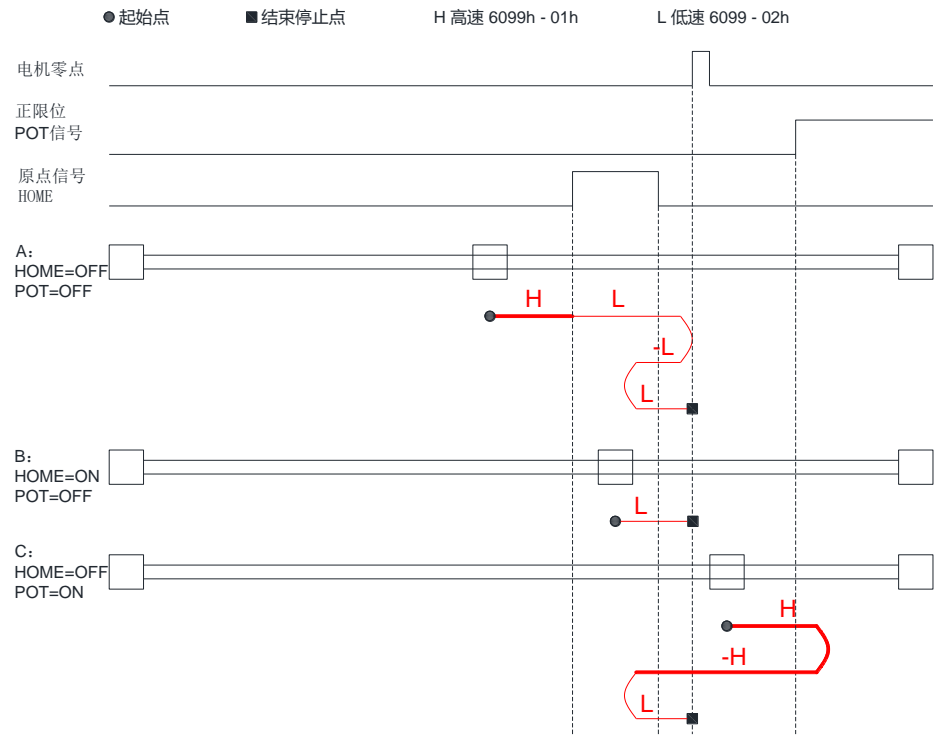 起始点 结束停止点 H 高速 6099h - 01h L 低速 6099 - 02h
电机零点
正限位
POT信号
原点信号
HOME
A:
HOME=OFF
POT=OFF
H L
-L
L
B:
HOME=ON
POT=OFF
L
C:
HOME=OFF
POT=ON
H
-H
L